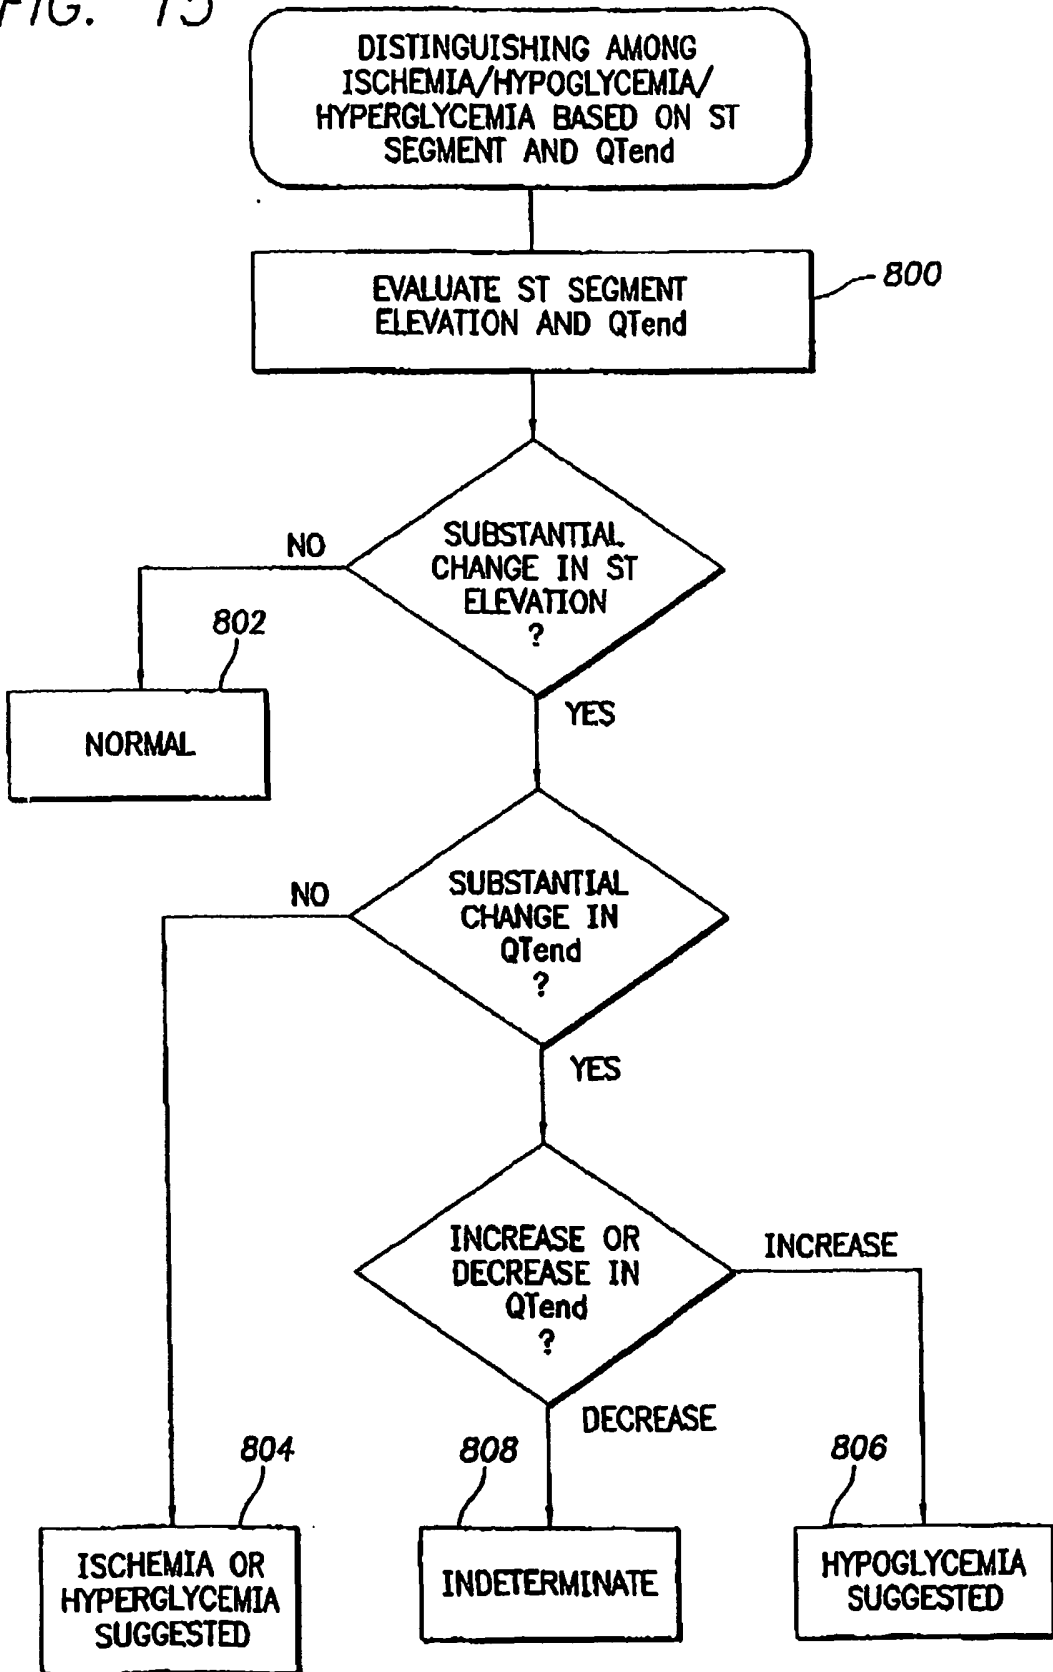 FIG. 15
DISTINGUISHING AMONG
ISCHEMIA/HYPOGLYCEMIA/
HYPERGLYCEMIA BASED ON ST
SEGMENT AND QTend
EVALUATE ST SEGMENT
ELEVATION AND QTend
800
SUBSTANTIAL
CHANGE IN ST
ELEVATION
?
NO
802
NORMAL
YES
SUBSTANTIAL
CHANGE IN
QTend
?
NO
YES
INCREASE OR
DECREASE IN
QTend
?
INCREASE
DECREASE
804
ISCHEMIA OR
HYPERGLYCEMIA
SUGGESTED
808
INDETERMINATE
806
HYPOGLYCEMIA
SUGGESTED